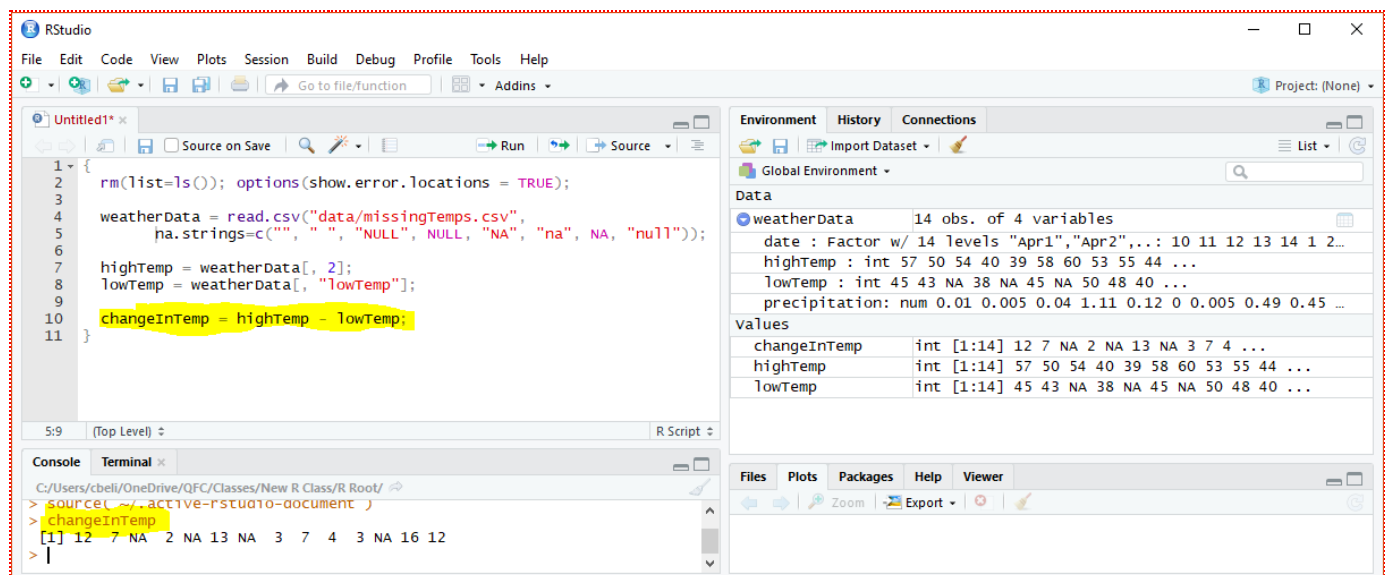 RStudio
File Edit Code View Plots Session Build Debug Profile Tools Help
Go to file/function Addins Project: (None)
Untitled1*
Source on Save Run Source
1 {
2 rm(list=ls()); options(show.error.locations = TRUE);
3
4 weatherData = read.csv("data/missingTemps.csv",
5 na.strings=c("", " ", "NULL", NULL, "NA", "na", NA, "null"));
6
7 highTemp = weatherData[, 2];
8 lowTemp = weatherData[, "lowTemp"];
9
10 changeInTemp = highTemp - lowTemp;
11 }
5:9 (Top Level) R Script
Console Terminal
C:/Users/cbeli/OneDrive/QFC/Classes/New R Class/R Root/
> source( ~/.active-rstudio-document )
> changeInTemp
[1] 12 7 NA 2 NA 13 NA 3 7 4 3 NA 16 12
>
Environment History Connections
Import Dataset List
Global Environment
Data
weatherData 14 obs. of 4 variables
date : Factor w/ 14 levels "Apr1","Apr2",..: 10 11 12 13 14 1 2…
highTemp : int 57 50 54 40 39 58 60 53 55 44 ...
lowTemp : int 45 43 NA 38 NA 45 NA 50 48 40 ...
precipitation: num 0.01 0.005 0.04 1.11 0.12 0 0.005 0.49 0.45 …
Values
changeInTemp int [1:14] 12 7 NA 2 NA 13 NA 3 7 4 ...
highTemp int [1:14] 57 50 54 40 39 58 60 53 55 44 ...
lowTemp int [1:14] 45 43 NA 38 NA 45 NA 50 48 40 ...
Files Plots Packages Help Viewer
Zoom Export